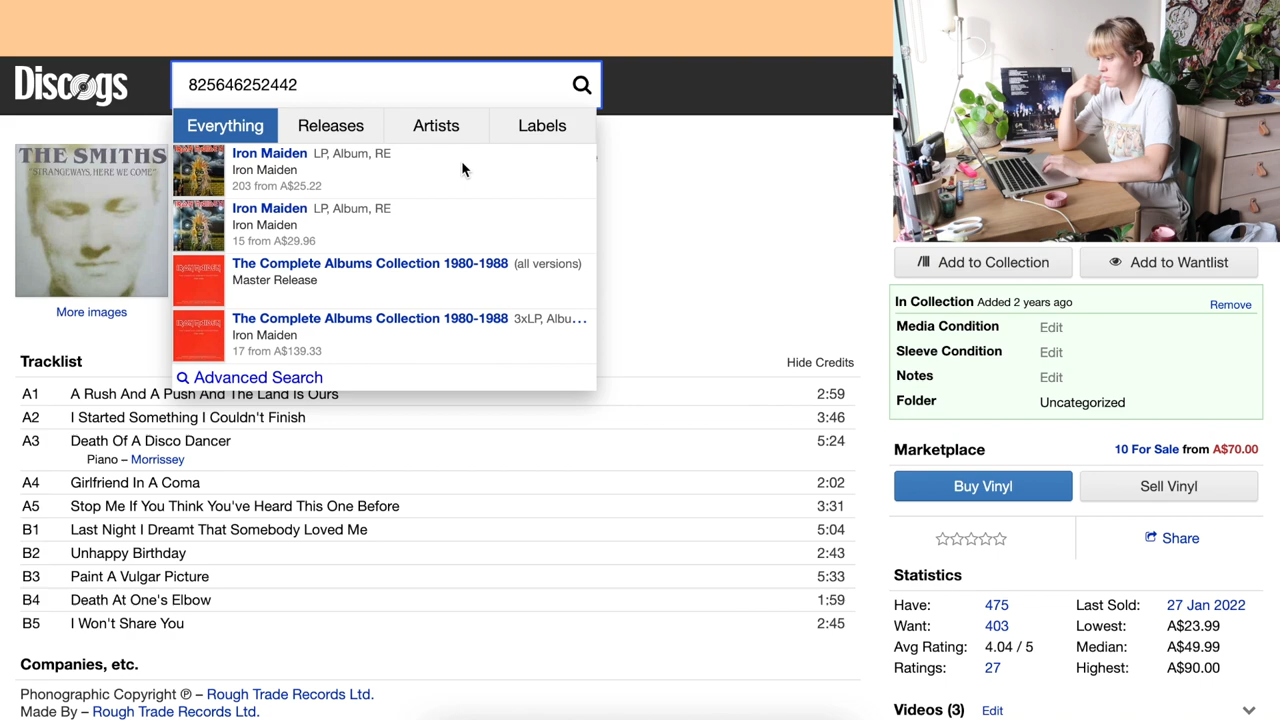 Discogs
825646252442
Everything
Releases
Artists
Labels
THE SMITHS
"STRANGEWAYS, HERE WE COME"
Iron Maiden LP, Album, RE
Iron Maiden
203 from A$25.22
Iron Maiden LP, Album, RE
Iron Maiden
15 from A$29.96
The Complete Albums Collection 1980-1988 (all versions)
Master Release
The Complete Albums Collection 1980-1988 3xLP, Albu...
Iron Maiden
17 from A$139.33
Advanced Search
More images
Tracklist
Hide Credits
A1 A Rush And A Push And The Land Is Ours 2:59
A2 I Started Something I Couldn't Finish 3:46
A3 Death Of A Disco Dancer 5:24
Piano – Morrissey
A4 Girlfriend In A Coma 2:02
A5 Stop Me If You Think You've Heard This One Before 3:31
B1 Last Night I Dreamt That Somebody Loved Me 5:04
B2 Unhappy Birthday 2:43
B3 Paint A Vulgar Picture 5:33
B4 Death At One's Elbow 1:59
B5 I Won't Share You 2:45
Companies, etc.
Phonographic Copyright ℗ – Rough Trade Records Ltd.
Made By – Rough Trade Records Ltd.
Add to Collection
Add to Wantlist
In Collection Added 2 years ago
Remove
Media Condition Edit
Sleeve Condition Edit
Notes Edit
Folder Uncategorized
Marketplace
10 For Sale from A$70.00
Buy Vinyl
Sell Vinyl
Share
Statistics
Have: 475 Last Sold: 27 Jan 2022
Want: 403 Lowest: A$23.99
Avg Rating: 4.04 / 5 Median: A$49.99
Ratings: 27 Highest: A$90.00
Videos (3) Edit